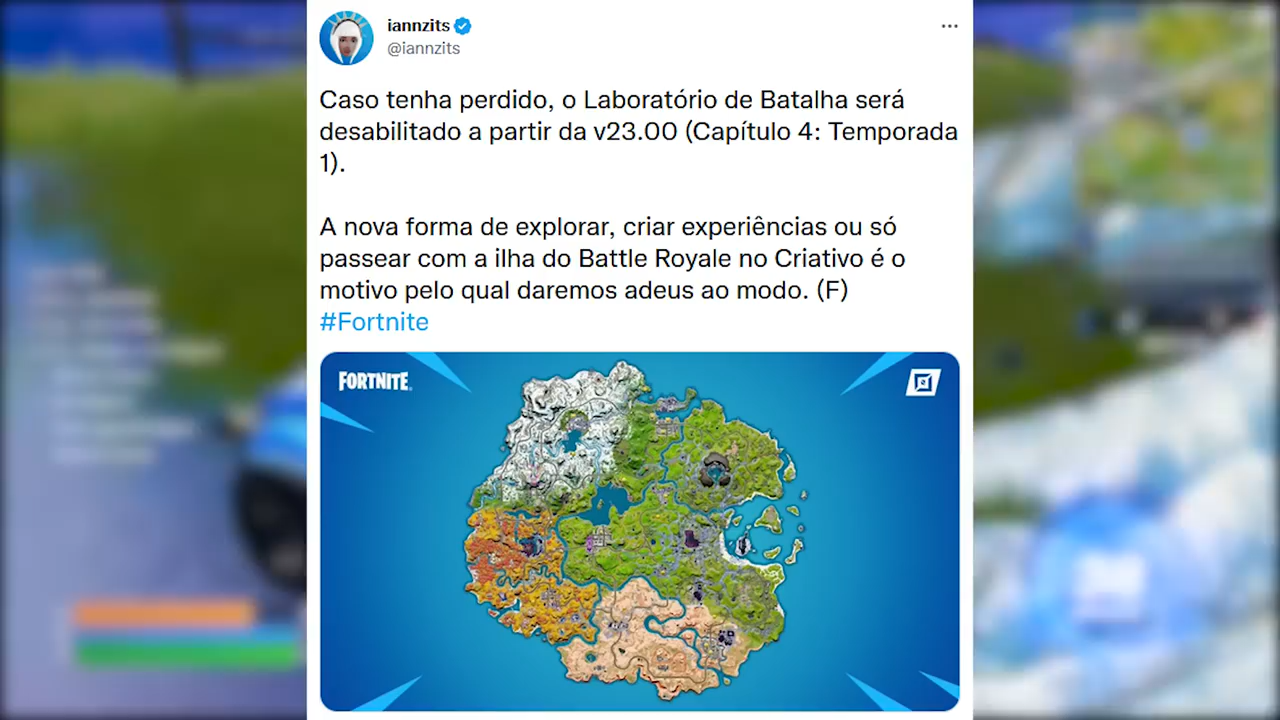 iannzits
@iannzits
Caso tenha perdido, o Laboratório de Batalha será
desabilitado a partir da v23.00 (Capítulo 4: Temporada
1).
A nova forma de explorar, criar experiências ou só
passear com a ilha do Battle Royale no Criativo é o
motivo pelo qual daremos adeus ao modo. (F)
#Fortnite
FORTNITE